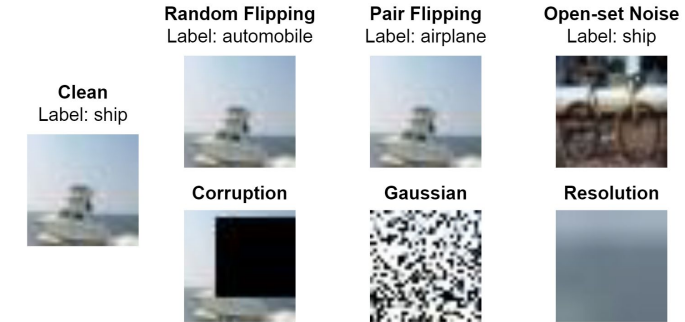 Clean
Label: ship
Random Flipping
Label: automobile
Pair Flipping
Label: airplane
Open-set Noise
Label: ship
Corruption
Gaussian
Resolution